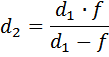 d₂ = (d₁ · f) / (d₁ − f)